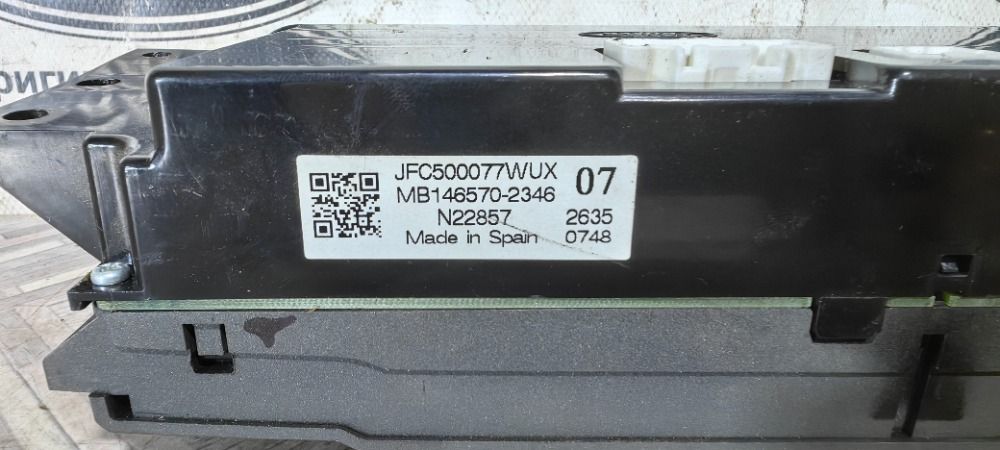 JFC500077WUX
MB146570-2346 07
N22857 2635
Made in Spain 0748